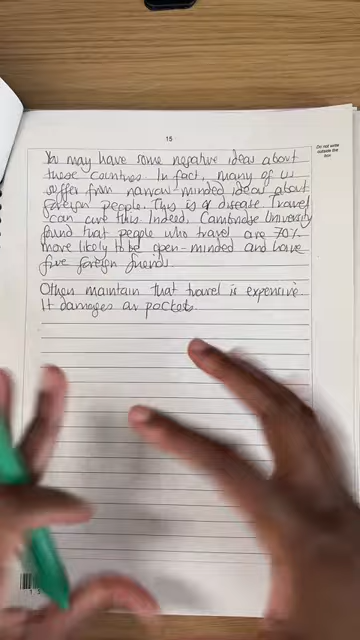 15
Do not write
outside the
box
You may have some negative ideas about
these countries. In fact, many of us
suffer from narrow-minded ideas about
foreign people. This is a disease. Travel
can cure this. Indeed, Cambridge University
found that people who travel are 70%
more likely to be open-minded and have
five foreign friends.
Others maintain that travel is expensive.
It damages our pockets.